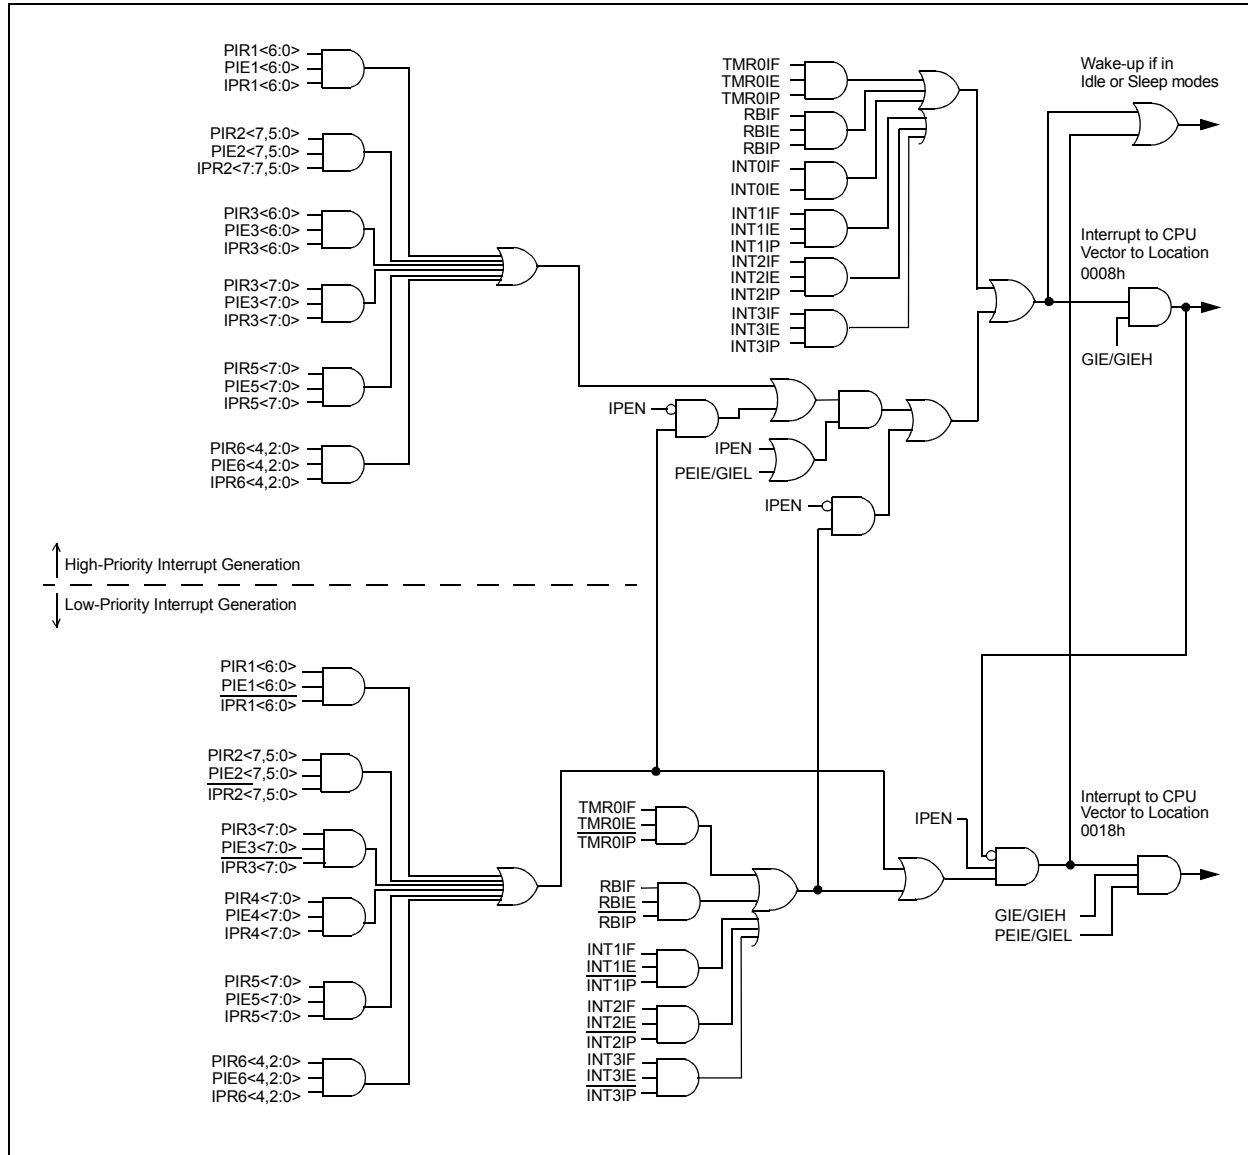 PIR1<6:0>
PIE1<6:0>
IPR1<6:0>
PIR2<7,5:0>
PIE2<7,5:0>
IPR2<7:7,5:0>
PIR3<6:0>
PIE3<6:0>
IPR3<6:0>
PIR3<7:0>
PIE3<7:0>
IPR3<7:0>
PIR5<7:0>
PIE5<7:0>
IPR5<7:0>
PIR6<4,2:0>
PIE6<4,2:0>
IPR6<4,2:0>
TMR0IF
TMR0IE
TMR0IP
RBIF
RBIE
RBIP
INT0IF
INT0IE
INT1IF
INT1IE
INT1IP
INT2IF
INT2IE
INT2IP
INT3IF
INT3IE
INT3IP
Wake-up if in
Idle or Sleep modes
Interrupt to CPU
Vector to Location
0008h
GIE/GIEH
IPEN
IPEN
PEIE/GIEL
IPEN
High-Priority Interrupt Generation
Low-Priority Interrupt Generation
PIR1<6:0>
PIE1<6:0>
IPR1<6:0>
PIR2<7,5:0>
PIE2<7,5:0>
IPR2<7,5:0>
PIR3<7:0>
PIE3<7:0>
IPR3<7:0>
PIR4<7:0>
PIE4<7:0>
IPR4<7:0>
PIR5<7:0>
PIE5<7:0>
IPR5<7:0>
PIR6<4,2:0>
PIE6<4,2:0>
IPR6<4,2:0>
TMR0IF
TMR0IE
TMR0IP
RBIF
RBIE
RBIP
INT1IF
INT1IE
INT1IP
INT2IF
INT2IE
INT2IP
INT3IF
INT3IE
INT3IP
IPEN
Interrupt to CPU
Vector to Location
0018h
GIE/GIEH
PEIE/GIEL